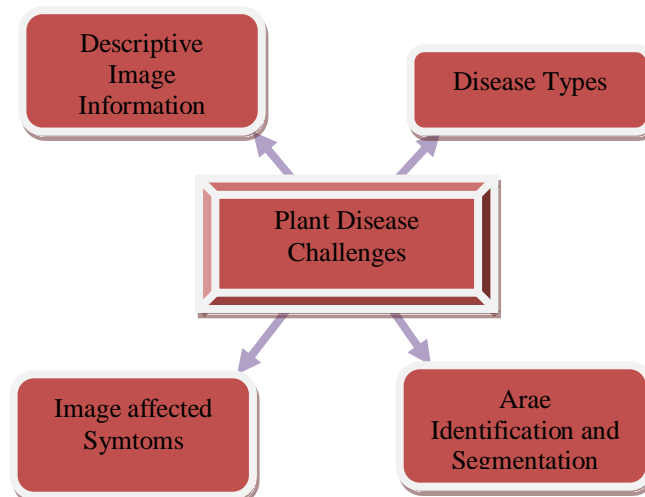 Descriptive
Image
Information
Disease Types
Plant Disease
Challenges
Image affected
Symtoms
Arae
Identification and
Segmentation